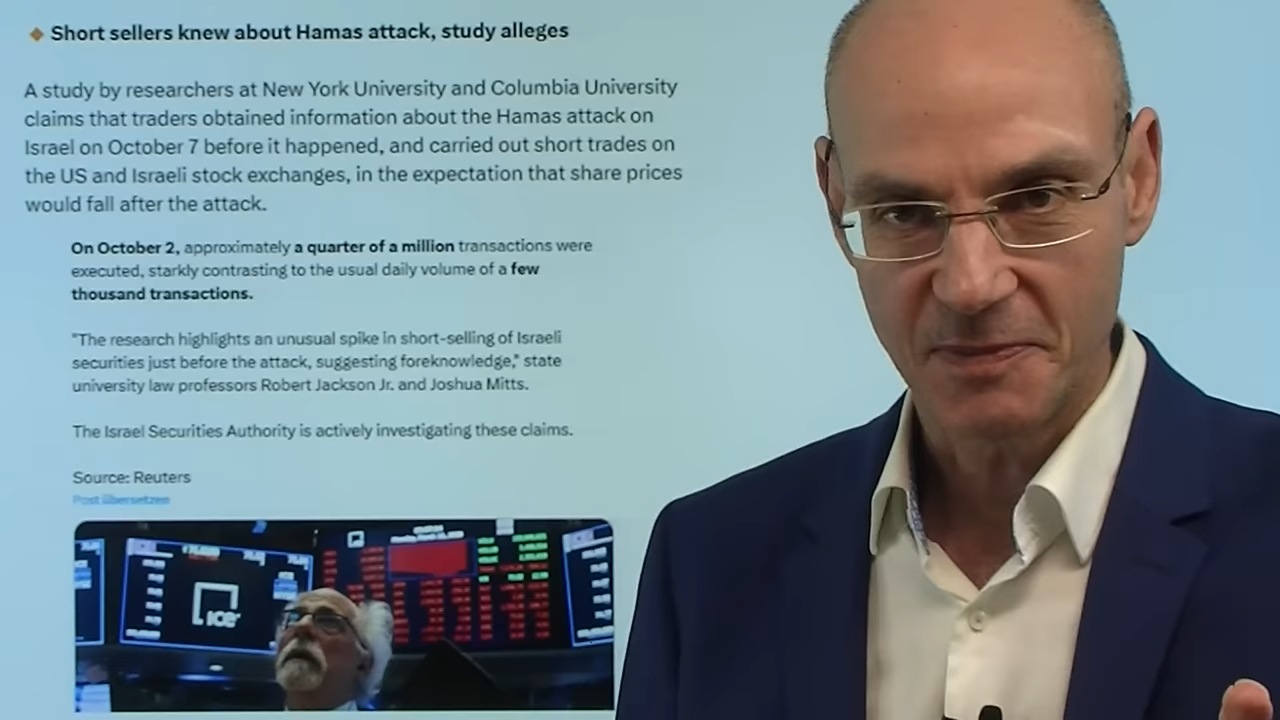 Short sellers knew about Hamas attack, study alleges
A study by researchers at New York University and Columbia University
claims that traders obtained information about the Hamas attack on
Israel on October 7 before it happened, and carried out short trades on
the US and Israeli stock exchanges, in the expectation that share prices
would fall after the attack.
On October 2, approximately a quarter of a million transactions were
executed, starkly contrasting to the usual daily volume of a few
thousand transactions.
"The research highlights an unusual spike in short-selling of Israeli
securities just before the attack, suggesting foreknowledge," state
university law professors Robert Jackson Jr. and Joshua Mitts.
The Israel Securities Authority is actively investigating these claims.
Source: Reuters
Post übersetzen
ice